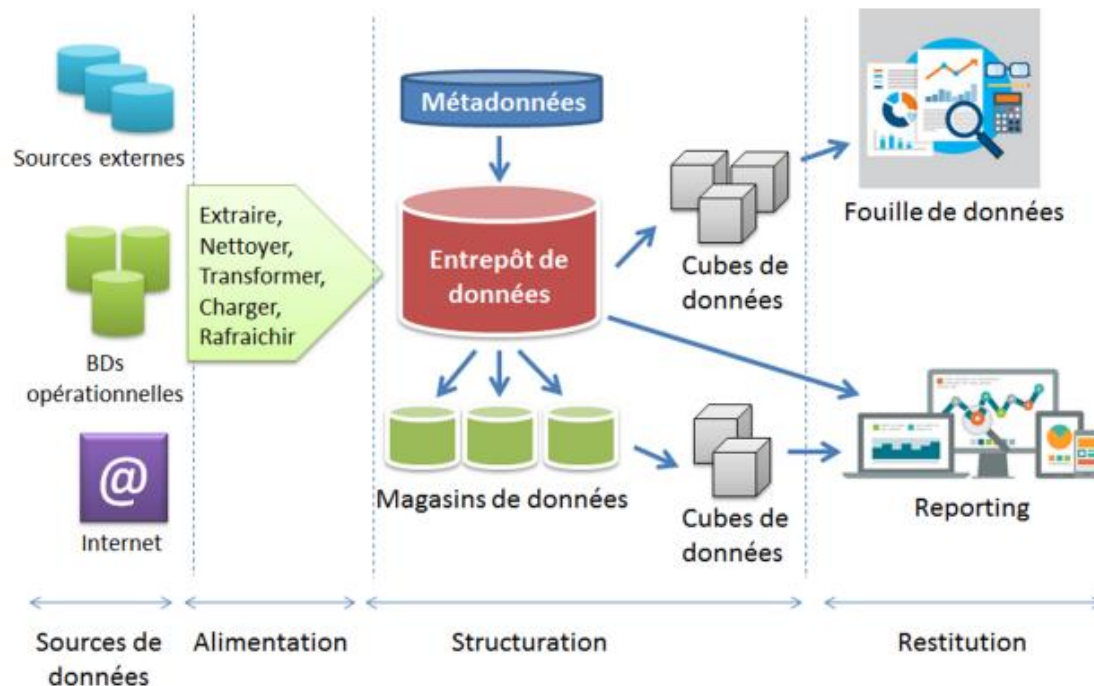 Sources externes
BDs
opérationnelles
@
Internet
Extraire,
Nettoyer,
Transformer,
Charger,
Rafraichir
Métadonnées
Entrepôt de
données
Magasins de données
Cubes de
données
Cubes de
données
Fouille de données
Reporting
Sources de
données
Alimentation
Structuration
Restitution